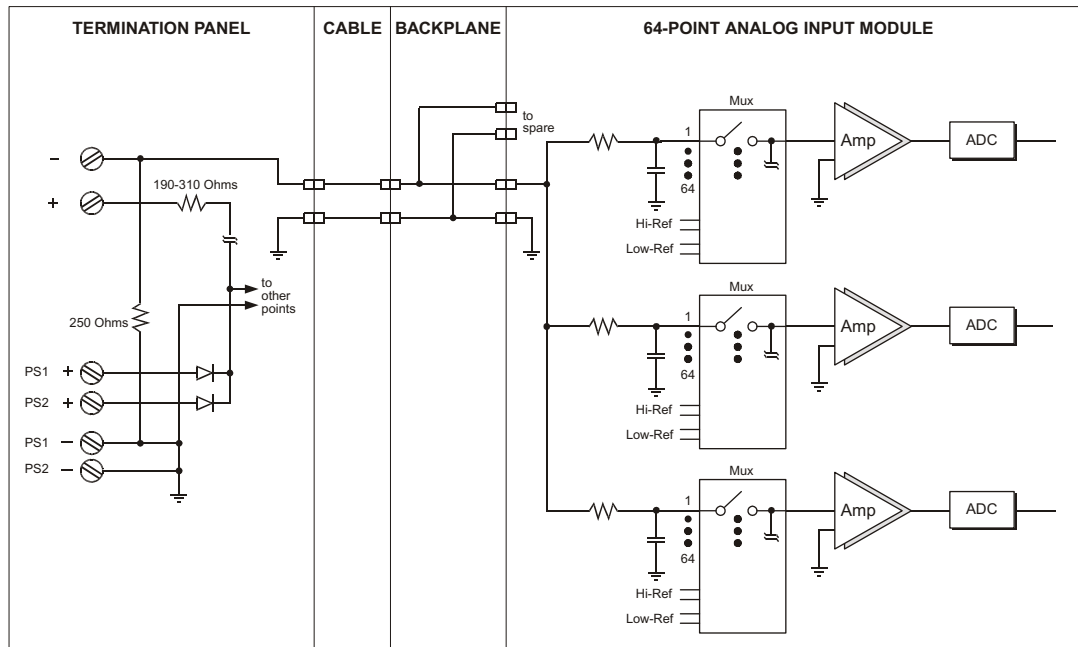 TERMINATION PANEL
CABLE
BACKPLANE
64-POINT ANALOG INPUT MODULE
-
+
190-310 Ohms
250 Ohms
to
other
points
PS1 +
PS2 +
PS1 -
PS2 -
to
spare
Mux
1
64
Hi-Ref
Low-Ref
Amp
ADC
Mux
1
64
Hi-Ref
Low-Ref
Amp
ADC
Mux
1
64
Hi-Ref
Low-Ref
Amp
ADC